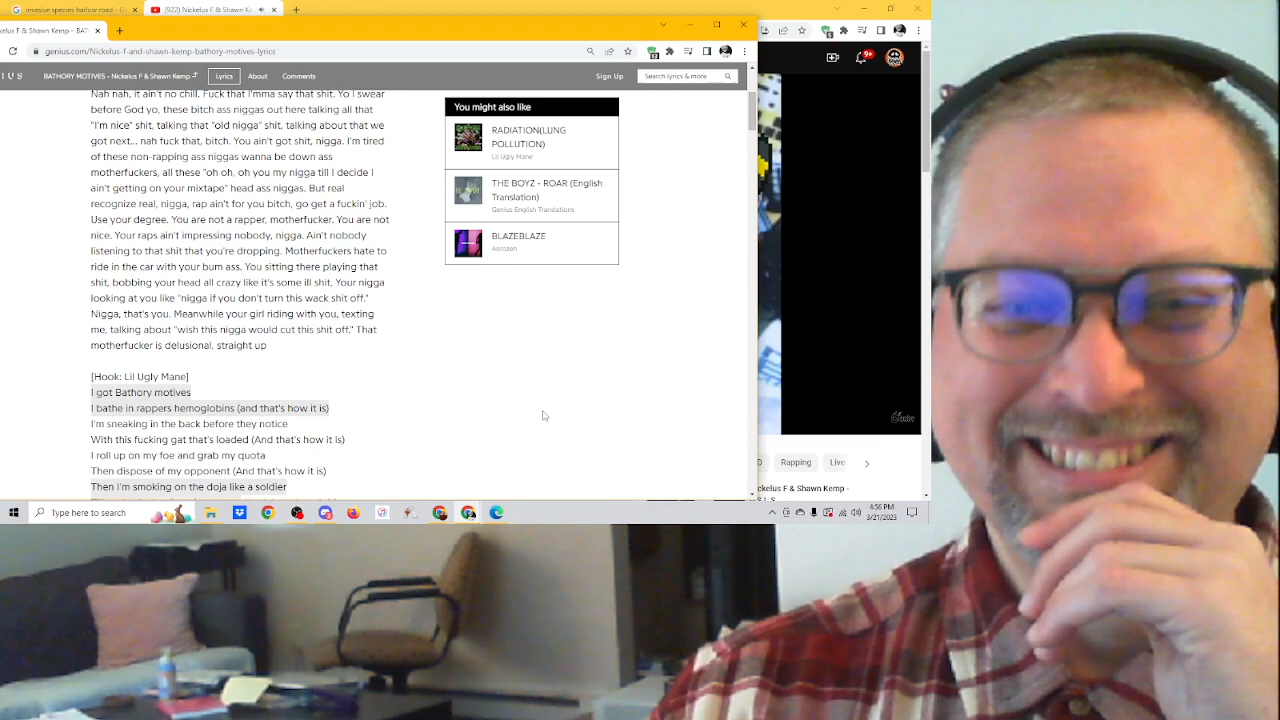 invasive species harlow road - G
(922) Nickelus F & Shawn Ke
kelus F & Shawn Kemp – BAT
genius.com/Nickelus-f-and-shawn-kemp-bathory-motives-lyrics
9+
I U S
BATHORY MOTIVES - Nickelus F & Shawn Kemp
Lyrics
About
Comments
Sign Up
Search lyrics & more
Nah nah, it ain't no chill. Fuck that I'mma say that shit. Yo I swear
before God yo, these bitch ass niggas out here talking all that
"I'm nice" shit, talking that "old nigga" shit, talking about that we
got next... nah fuck that, bitch. You ain't got shit, nigga. I'm tired
of these non-rapping ass niggas wanna be down ass
motherfuckers, all these "oh oh, oh you my nigga till I decide I
ain't getting on your mixtape" head ass niggas. But real
recognize real, nigga, rap ain't for you bitch, go get a fuckin' job.
Use your degree. You are not a rapper, motherfucker. You are not
nice. Your raps ain't impressing nobody, nigga. Ain't nobody
listening to that shit that you're dropping. Motherfuckers hate to
ride in the car with your bum ass. You sitting there playing that
shit, bobbing your head all crazy like it's some ill shit. Your nigga
looking at you like "nigga if you don't turn this wack shit off."
Nigga, that's you. Meanwhile your girl riding with you, texting
me, talking about "wish this nigga would cut this shit off." That
motherfucker is delusional, straight up
[Hook: Lil Ugly Mane]
I got Bathory motives
I bathe in rappers hemoglobins (and that's how it is)
I'm sneaking in the back before they notice
With this fucking gat that's loaded (And that's how it is)
I roll up on my foe and grab my quota
Then dispose of my opponent (And that's how it is)
Then I'm smoking on the doja like a soldier
You might also like
RADIATION(LUNG
POLLUTION)
Lil Ugly Mane
THE BOYZ - ROAR (English
Translation)
Genius English Translations
BLAZEBLAZE
Aerozen
Rapping
Live
ickelus F & Shawn Kemp -
Type here to search
4:56 PM
3/21/2023